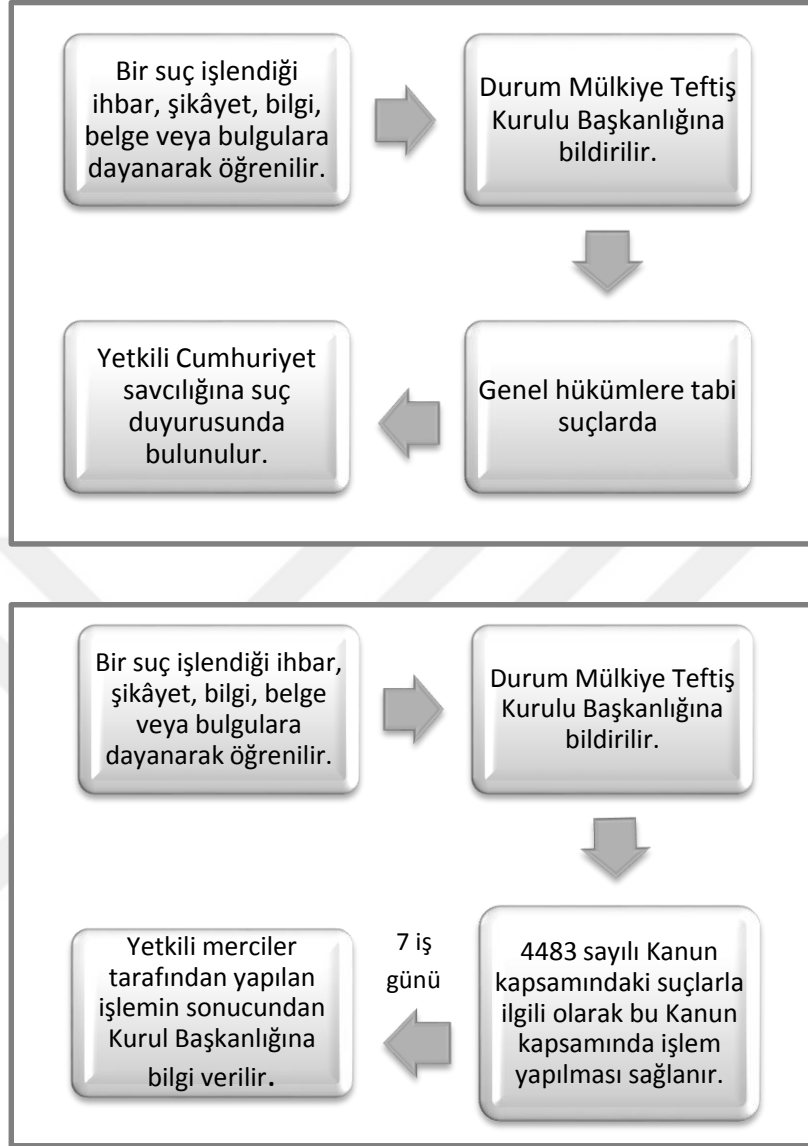 Bir suç işlendiği
ihbar, şikâyet, bilgi,
belge veya bulgulara
dayanarak öğrenilir.
Durum Mülkiye Teftiş
Kurulu Başkanlığına
bildirilir.
Genel hükümlere tabi
suçlarda
Yetkili Cumhuriyet
savcılığına suç
duyurusunda
bulunulur.
Bir suç işlendiği ihbar,
şikâyet, bilgi, belge
veya bulgulara
dayanarak öğrenilir.
Durum Mülkiye Teftiş
Kurulu Başkanlığına
bildirilir.
4483 sayılı Kanun
kapsamındaki suçlarla
ilgili olarak bu Kanun
kapsamında işlem
yapılması sağlanır.
7 iş
günü
Yetkili merciler
tarafından yapılan
işlemin sonucundan
Kurul Başkanlığına
bilgi verilir.